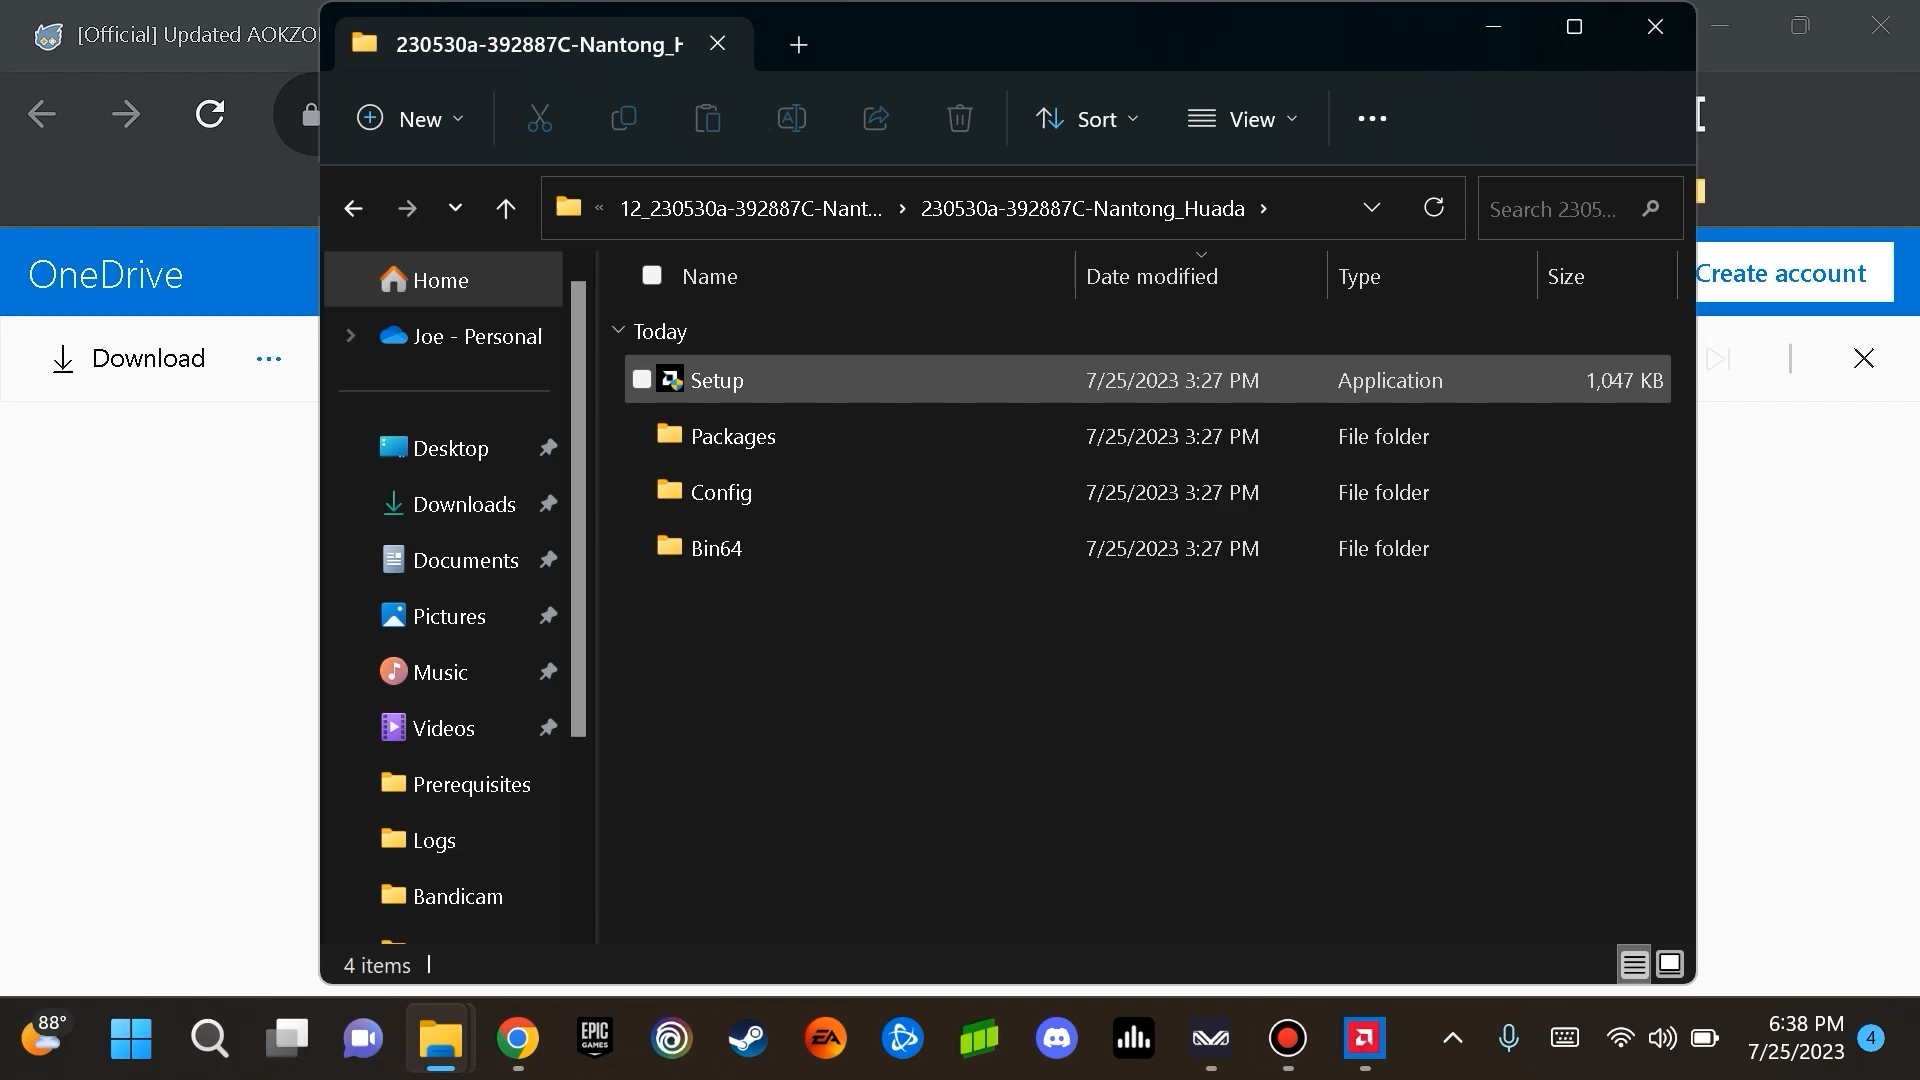 [Official] Updated AOKZO
230530a-392887C-Nantong_H
New
Sort
View
12_230530a-392887C-Nant...
230530a-392887C-Nantong_Huada
Search 2305...
OneDrive
Create account
Download
Home
Joe - Personal
Desktop
Downloads
Documents
Pictures
Music
Videos
Prerequisites
Logs
Bandicam
Name Date modified Type Size
Today
Setup 7/25/2023 3:27 PM Application 1,047 KB
Packages 7/25/2023 3:27 PM File folder
Config 7/25/2023 3:27 PM File folder
Bin64 7/25/2023 3:27 PM File folder
4 items
88°
EPIC
GAMES
EA
6:38 PM
7/25/2023
4